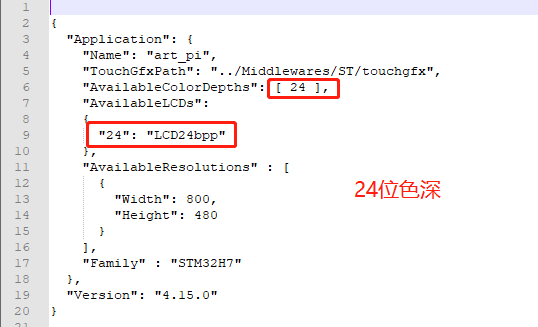 1
2 {
3 "Application": {
4 "Name": "art_pi",
5 "TouchGfxPath": "../Middlewares/ST/touchgfx",
6 "AvailableColorDepths": [ 24 ],
7 "AvailableLCDs":
8 {
9 "24": "LCD24bpp"
10 },
11 "AvailableResolutions" : [
12 {
13 "Width": 800,
14 "Height": 480
15 }
16 ],
17 "Family" : "STM32H7"
18 },
19 "Version": "4.15.0"
20 }
21
24位色深